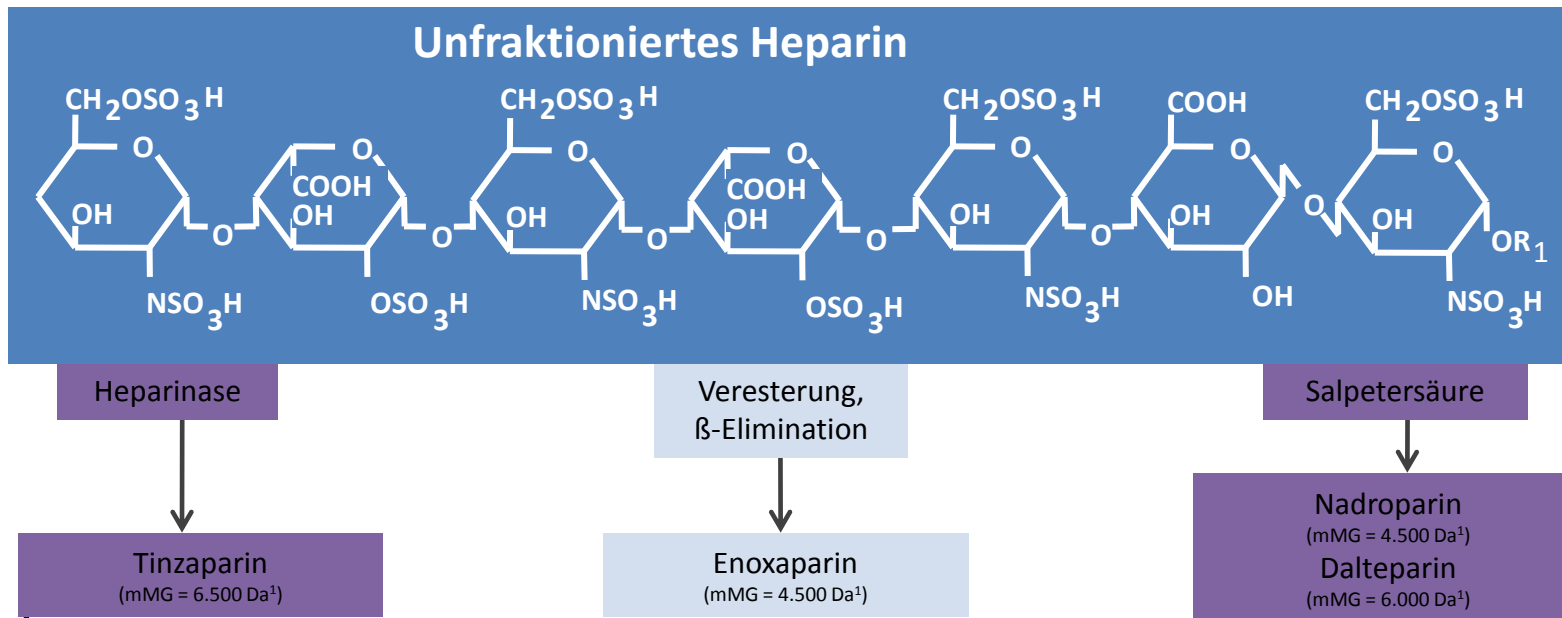 Unfraktioniertes Heparin
CH₂OSO₃H CH₂OSO₃H CH₂OSO₃H COOH CH₂OSO₃H
O O O O O O O
COOH COOH
OH OH OH OH OH OH OH
O O O O O O
OR₁
NSO₃H OSO₃H NSO₃H OSO₃H NSO₃H OH NSO₃H
Heparinase
Veresterung,
ß-Elimination
Salpetersäure
Tinzaparin
(mMG = 6.500 Da¹)
Enoxaparin
(mMG = 4.500 Da¹)
Nadroparin
(mMG = 4.500 Da¹)
Dalteparin
(mMG = 6.000 Da¹)